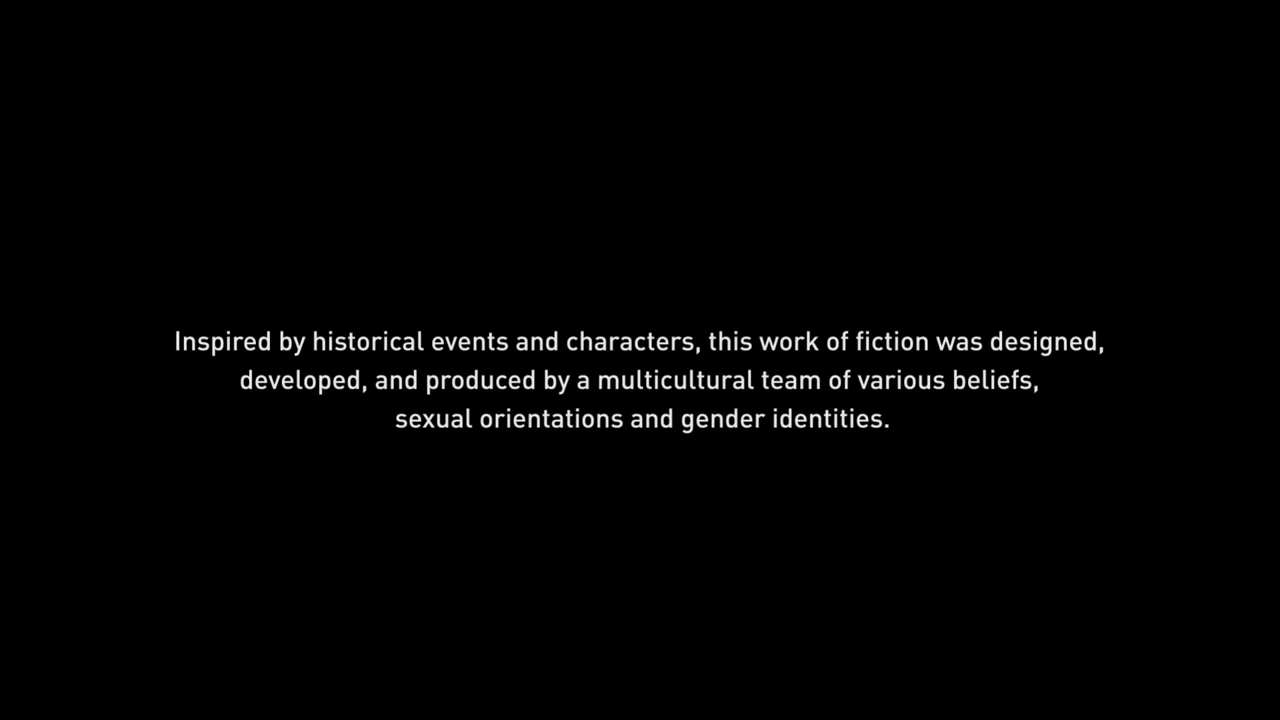 Inspired by historical events and characters, this work of fiction was designed,
developed, and produced by a multicultural team of various beliefs,
sexual orientations and gender identities.